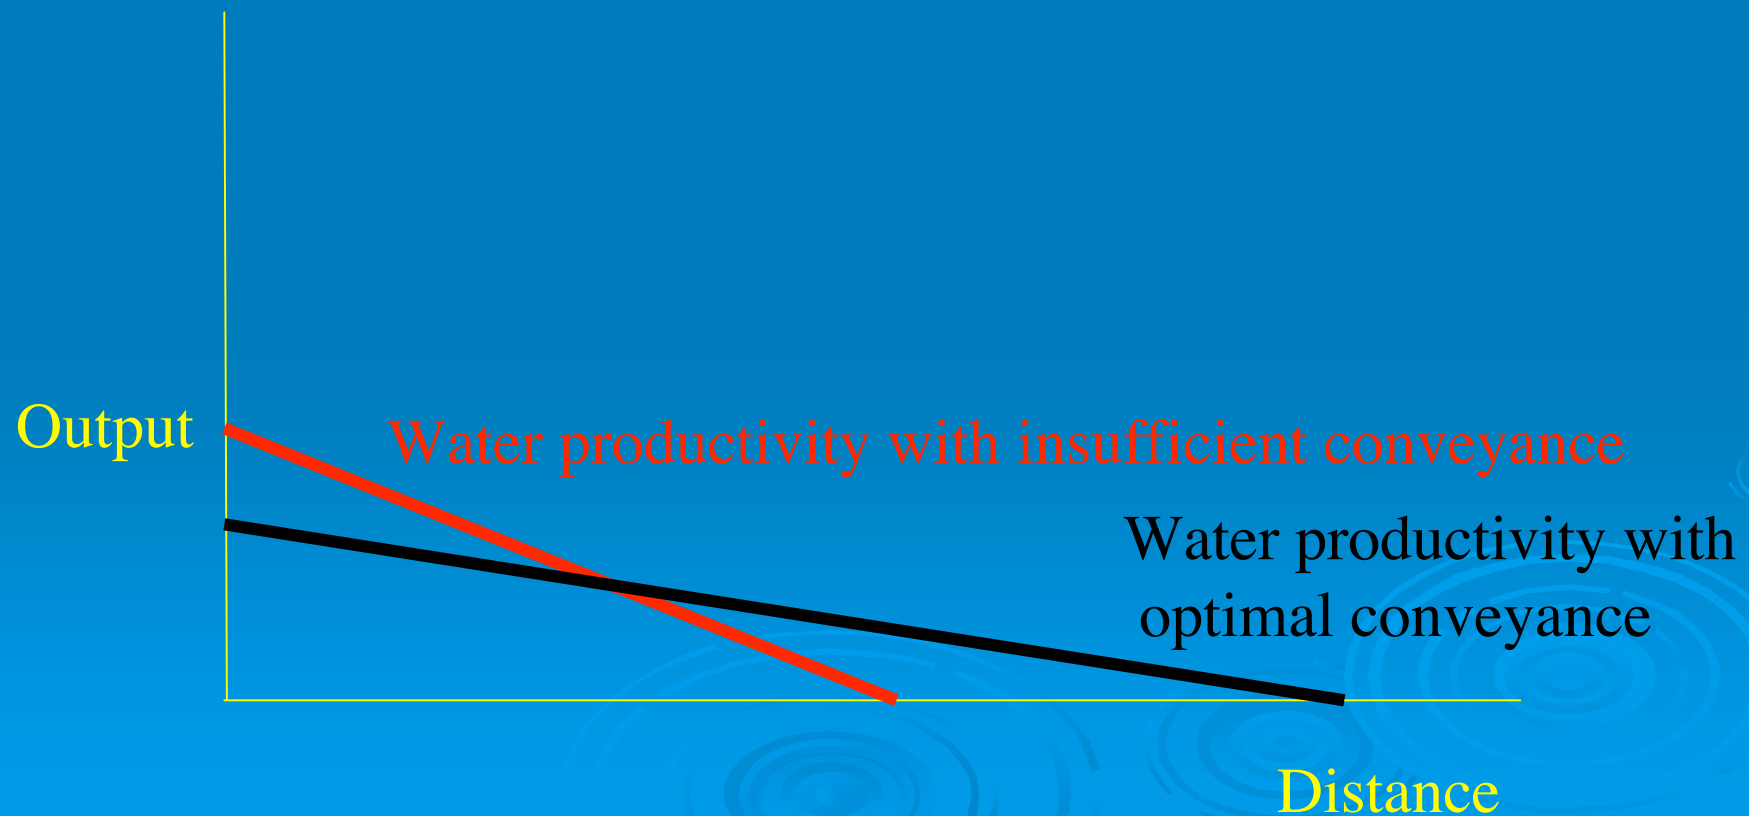 Output
Water productivity with insufficient conveyance
Water productivity with
optimal conveyance
Distance